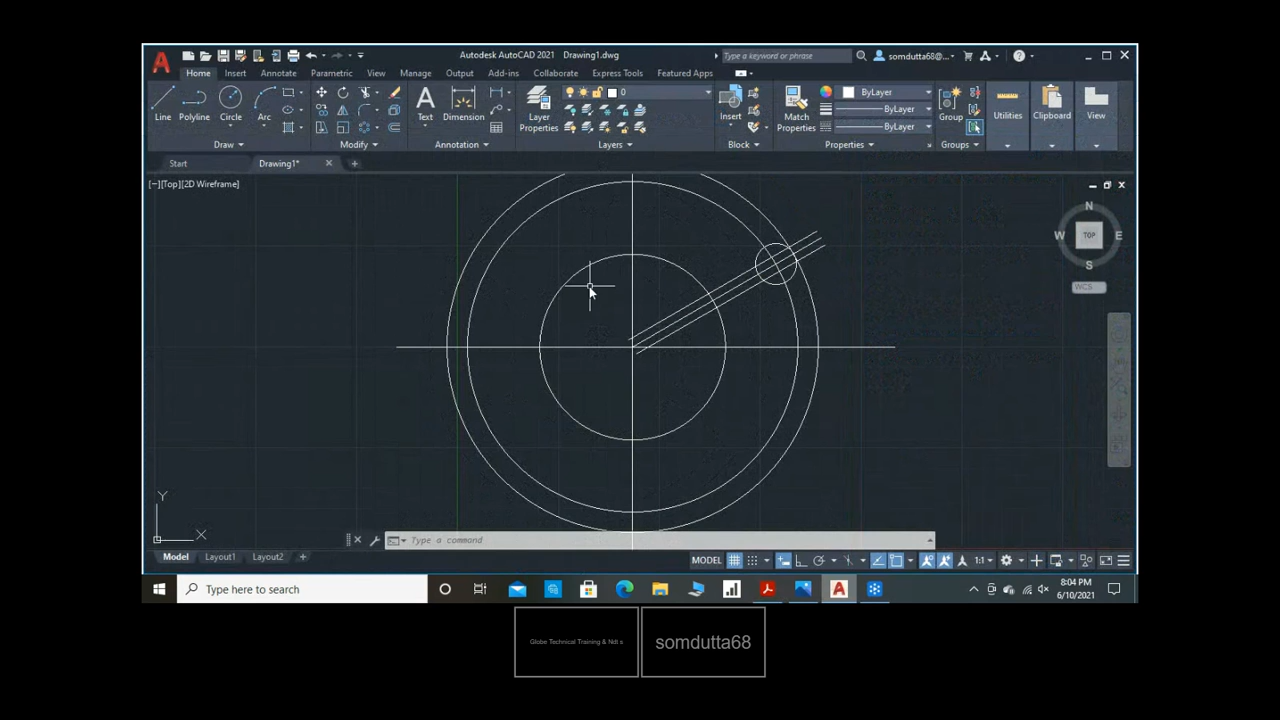 Autodesk AutoCAD 2021 Drawing1.dwg
Type a keyword or phrase
somdutta68@...
Home Insert Annotate Parametric View Manage Output Add-ins Collaborate Express Tools Featured Apps
0
ByLayer
ByLayer
ByLayer
Line Polyline Circle Arc
Text Dimension
Layer Properties
Insert
Match Properties
Group
Utilities Clipboard View
Draw Modify Annotation Layers Block Properties Groups
Start Drawing1*
[−][Top][2D Wireframe]
N
W TOP E
S
WCS
Y
X
Type a command
Model Layout1 Layout2
MODEL 1:1
Type here to search
8:04 PM
6/10/2021
Globe Technical Training & Ndt s
somdutta68